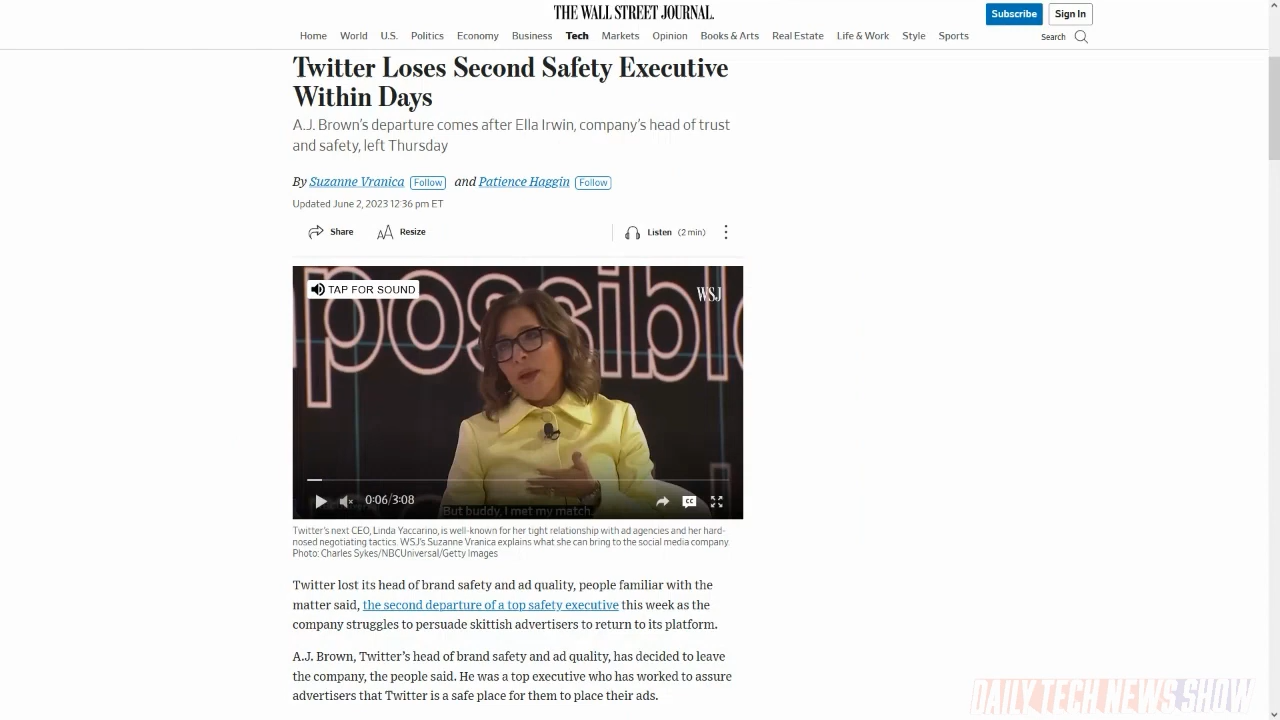 THE WALL STREET JOURNAL.
Subscribe
Sign In
Home World U.S. Politics Economy Business Tech Markets Opinion Books & Arts Real Estate Life & Work Style Sports
Search
Twitter Loses Second Safety Executive
Within Days
A.J. Brown's departure comes after Ella Irwin, company's head of trust
and safety, left Thursday
By Suzanne Vranica Follow and Patience Haggin Follow
Updated June 2, 2023 12:36 pm ET
Share
AA Resize
Listen (2 min)
possible
TAP FOR SOUND
WSJ
0:06/3:08
CC
But buddy, I met my match.
Twitter's next CEO, Linda Yaccarino, is well-known for her tight relationship with ad agencies and her hard-
nosed negotiating tactics. WSJ's Suzanne Vranica explains what she can bring to the social media company.
Photo: Charles Sykes/NBCUniversal/Getty Images
Twitter lost its head of brand safety and ad quality, people familiar with the
matter said, the second departure of a top safety executive this week as the
company struggles to persuade skittish advertisers to return to its platform.
A.J. Brown, Twitter's head of brand safety and ad quality, has decided to leave
the company, the people said. He was a top executive who has worked to assure
advertisers that Twitter is a safe place for them to place their ads.
DAILY TECH NEWS SHOW